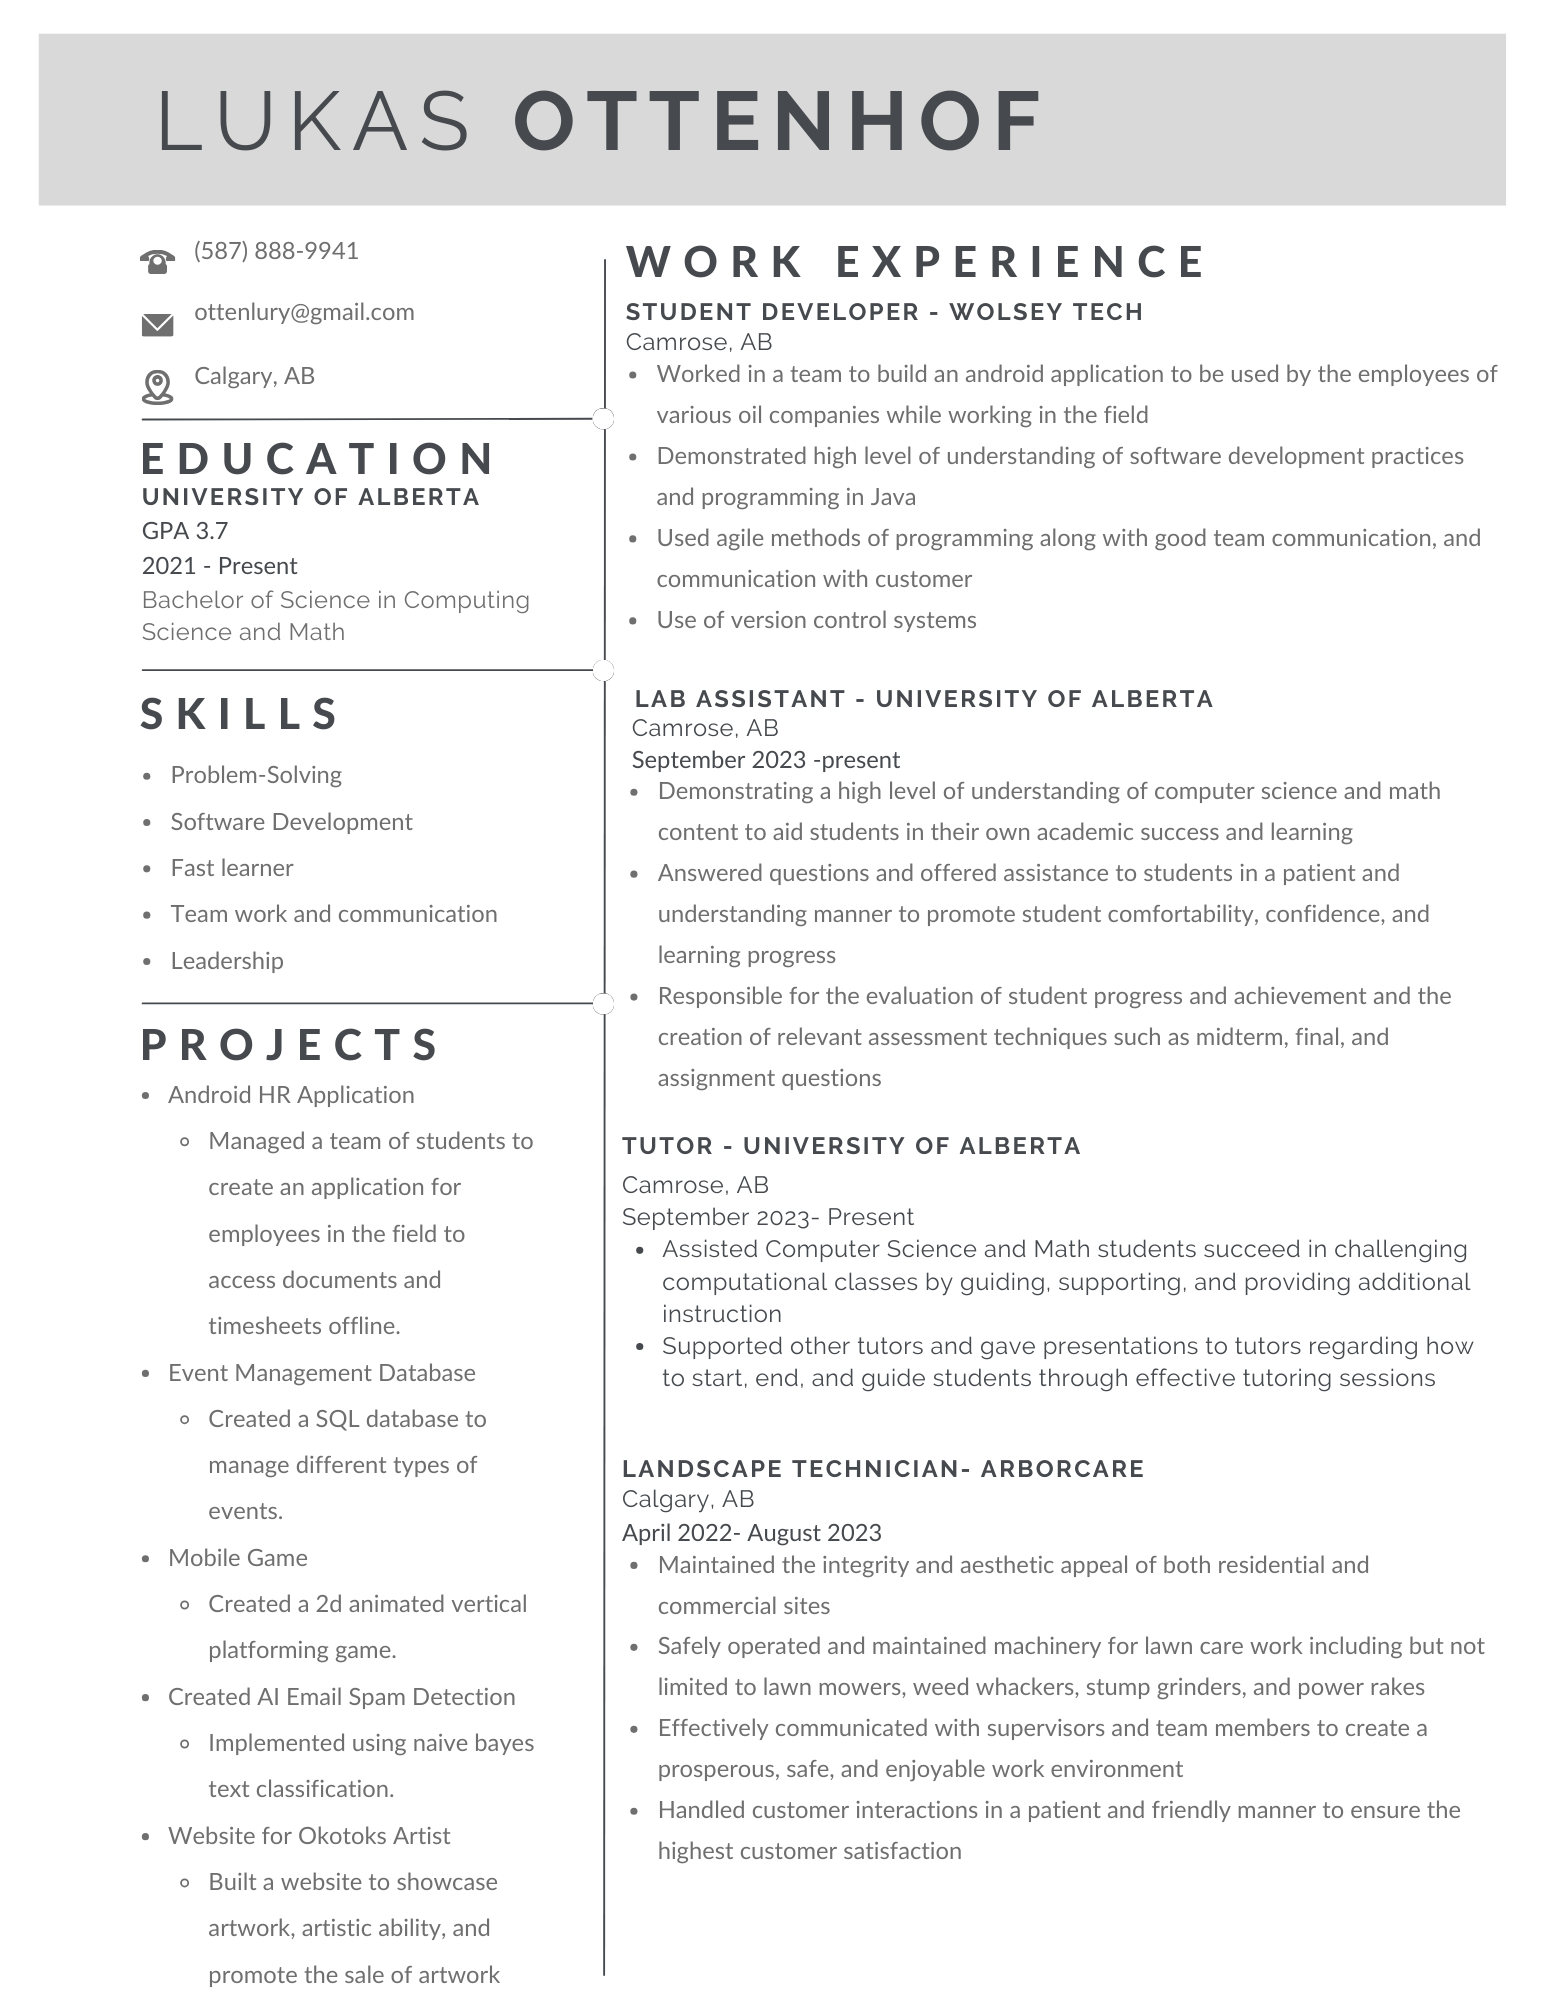 LUKAS OTTENHOF
(587) 888-9941
ottenlury@gmail.com
Calgary, AB
EDUCATION
UNIVERSITY OF ALBERTA
GPA 3.7
2021 - Present
Bachelor of Science in Computing
Science and Math
SKILLS
• Problem-Solving
• Software Development
• Fast learner
• Team work and communication
• Leadership
PROJECTS
• Android HR Application
◦ Managed a team of students to
create an application for
employees in the field to
access documents and
timesheets offline.
• Event Management Database
◦ Created a SQL database to
manage different types of
events.
• Mobile Game
◦ Created a 2d animated vertical
platforming game.
• Created AI Email Spam Detection
◦ Implemented using naive bayes
text classification.
• Website for Okotoks Artist
◦ Built a website to showcase
artwork, artistic ability, and
promote the sale of artwork
WORK EXPERIENCE
STUDENT DEVELOPER - WOLSEY TECH
Camrose, AB
• Worked in a team to build an android application to be used by the employees of
various oil companies while working in the field
• Demonstrated high level of understanding of software development practices
and programming in Java
• Used agile methods of programming along with good team communication, and
communication with customer
• Use of version control systems
LAB ASSISTANT - UNIVERSITY OF ALBERTA
Camrose, AB
September 2023 -present
• Demonstrating a high level of understanding of computer science and math
content to aid students in their own academic success and learning
• Answered questions and offered assistance to students in a patient and
understanding manner to promote student comfortability, confidence, and
learning progress
• Responsible for the evaluation of student progress and achievement and the
creation of relevant assessment techniques such as midterm, final, and
assignment questions
TUTOR - UNIVERSITY OF ALBERTA
Camrose, AB
September 2023- Present
• Assisted Computer Science and Math students succeed in challenging
computational classes by guiding, supporting, and providing additional
instruction
• Supported other tutors and gave presentations to tutors regarding how
to start, end, and guide students through effective tutoring sessions
LANDSCAPE TECHNICIAN- ARBORCARE
Calgary, AB
April 2022- August 2023
• Maintained the integrity and aesthetic appeal of both residential and
commercial sites
• Safely operated and maintained machinery for lawn care work including but not
limited to lawn mowers, weed whackers, stump grinders, and power rakes
• Effectively communicated with supervisors and team members to create a
prosperous, safe, and enjoyable work environment
• Handled customer interactions in a patient and friendly manner to ensure the
highest customer satisfaction